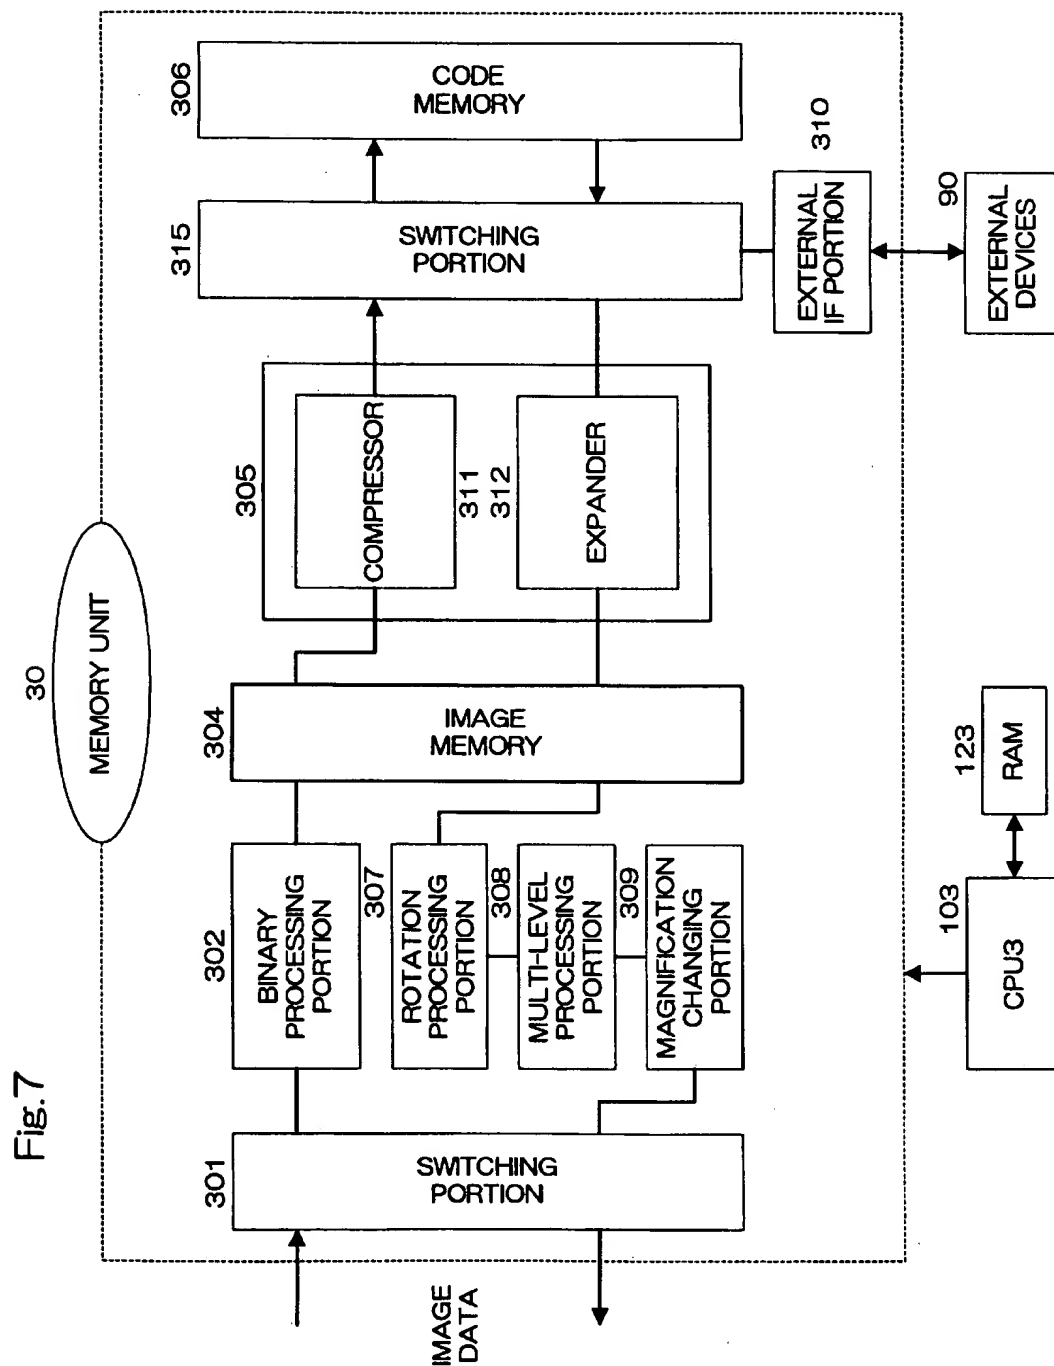 Fig.7
30
MEMORY UNIT
IMAGE
DATA
301
SWITCHING
PORTION
302
BINARY
PROCESSING
PORTION
307
ROTATION
PROCESSING
PORTION
308
MULTI-LEVEL
PROCESSING
PORTION
309
MAGNIFICATION
CHANGING
PORTION
304
IMAGE
MEMORY
305
COMPRESSOR
311
312
EXPANDER
315
SWITCHING
PORTION
306
CODE
MEMORY
EXTERNAL
IF PORTION
310
103
CPU3
123
RAM
90
EXTERNAL
DEVICES